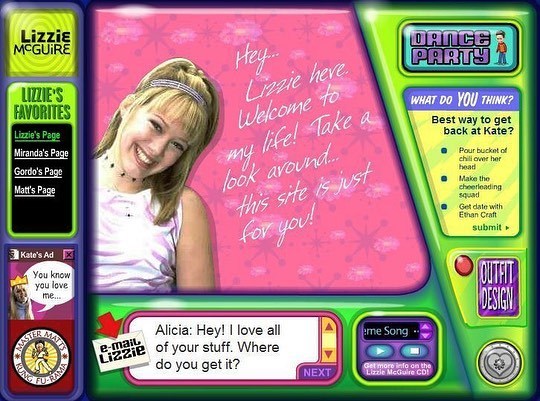 Lizzie
McGuire
LIZZIE'S
FAVORITES
Lizzie's Page
Miranda's Page
Gordo's Page
Matt's Page
Kate's Ad
You know
you love
me...
MASTER MATT'S
KUNG FU-RAMA
Hey...
Lizzie here.
Welcome to
my life! Take a
look around...
this site is just
for you!
e-mail
Lizzie
Alicia: Hey! I love all
of your stuff. Where
do you get it?
NEXT
eme Song -
Get more info on the
Lizzie McGuire CD!
DANCE
PARTY
WHAT DO YOU THINK?
Best way to get
back at Kate?
Pour bucket of
chili over her
head
Make the
cheerleading
squad
Get date with
Ethan Craft
submit
OUTFIT
DESIGN